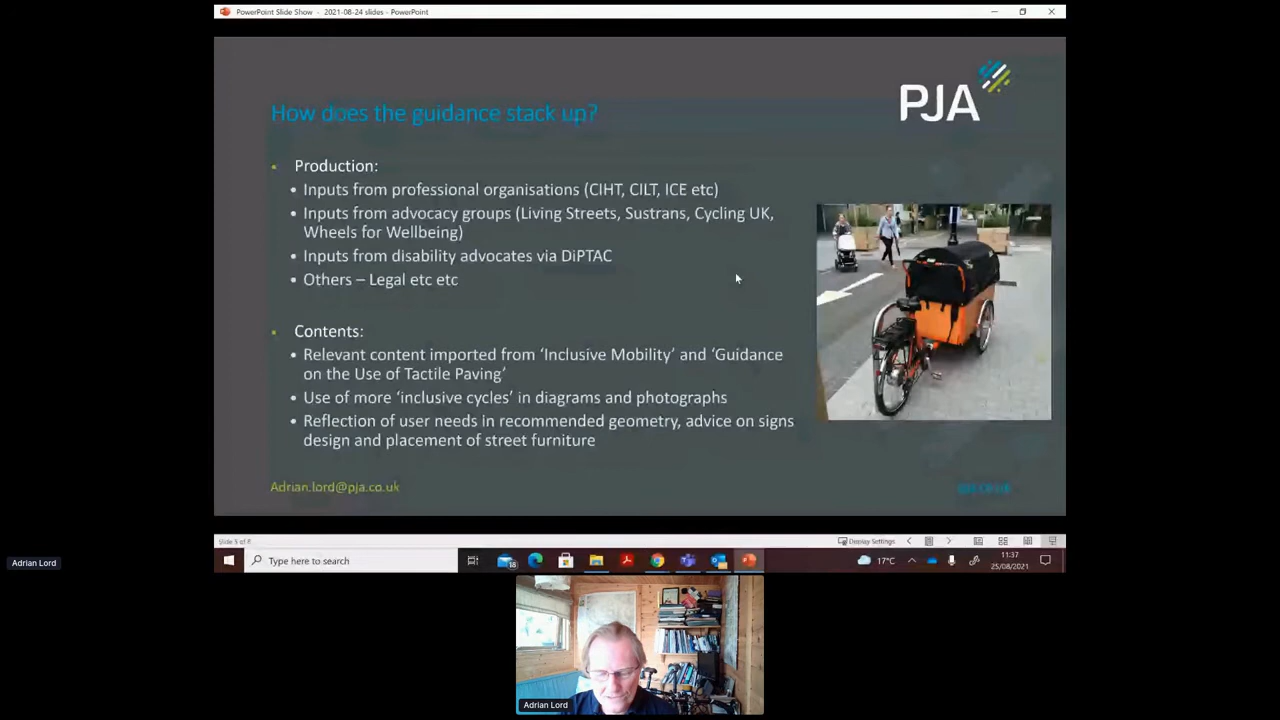 PowerPoint Slide Show - 2021-08-24 slides - PowerPoint
PJA
How does the guidance stack up?
Production:
• Inputs from professional organisations (CIHT, CILT, ICE etc)
• Inputs from advocacy groups (Living Streets, Sustrans, Cycling UK,
Wheels for Wellbeing)
• Inputs from disability advocates via DiPTAC
• Others – Legal etc etc
Contents:
• Relevant content imported from ‘Inclusive Mobility’ and ‘Guidance
on the Use of Tactile Paving’
• Use of more ‘inclusive cycles’ in diagrams and photographs
• Reflection of user needs in recommended geometry, advice on signs
design and placement of street furniture
Adrian.lord@pja.co.uk
Display Settings
Adrian Lord
Type here to search
18
17°C
11:37
25/08/2021
Adrian Lord